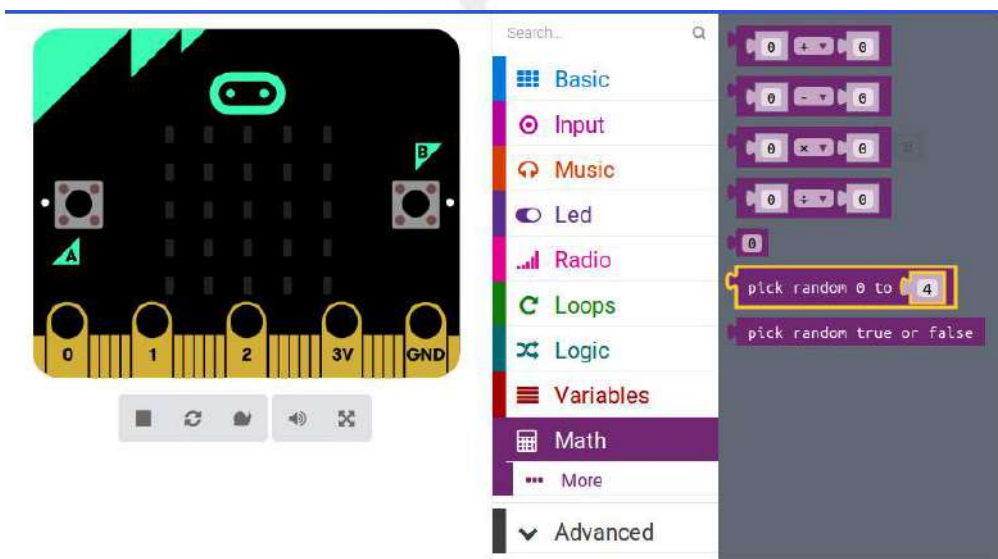 B
A
0
1
2
3V
GND
Search...
Basic
Input
Music
Led
Radio
Loops
Logic
Variables
Math
More
Advanced
0 + 0
0 - 0
0 × 0
0 ÷ 0
0
pick random 0 to 4
pick random true or false